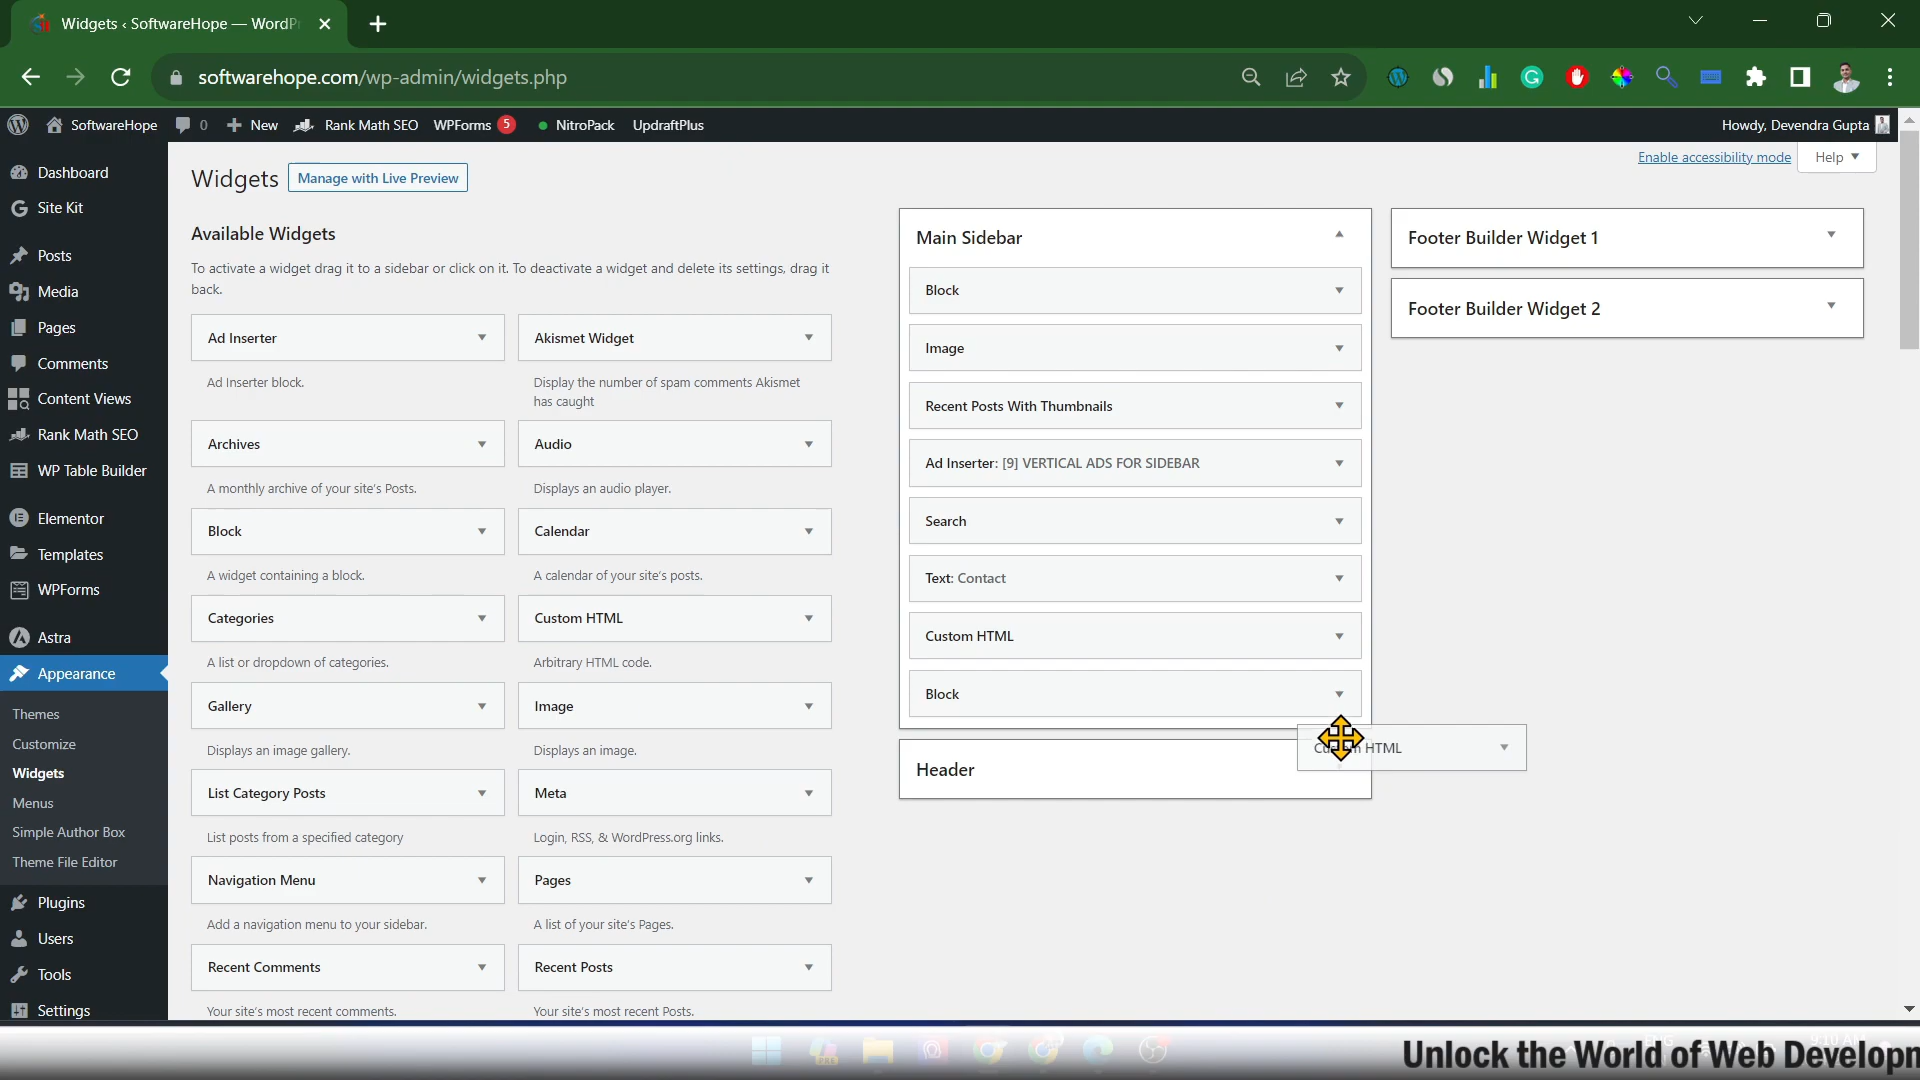 Widgets ‹ SoftwareHope — WordP
softwarehope.com/wp-admin/widgets.php
SoftwareHope
0
New
Rank Math SEO
WPForms 5
NitroPack
UpdraftPlus
Howdy, Devendra Gupta
Dashboard
Site Kit
Posts
Media
Pages
Comments
Content Views
Rank Math SEO
WP Table Builder
Elementor
Templates
WPForms
Astra
Appearance
Themes
Customize
Widgets
Menus
Simple Author Box
Theme File Editor
Plugins
Users
Tools
Settings
Widgets
Manage with Live Preview
Enable accessibility mode
Help
Available Widgets
To activate a widget drag it to a sidebar or click on it. To deactivate a widget and delete its settings, drag it
back.
Ad Inserter
Ad Inserter block.
Akismet Widget
Display the number of spam comments Akismet
has caught
Archives
A monthly archive of your site's Posts.
Audio
Displays an audio player.
Block
A widget containing a block.
Calendar
A calendar of your site's posts.
Categories
A list or dropdown of categories.
Custom HTML
Arbitrary HTML code.
Gallery
Displays an image gallery.
Image
Displays an image.
List Category Posts
List posts from a specified category
Meta
Login, RSS, & WordPress.org links.
Navigation Menu
Add a navigation menu to your sidebar.
Pages
A list of your site's Pages.
Recent Comments
Your site's most recent comments.
Recent Posts
Your site's most recent Posts.
Main Sidebar
Block
Image
Recent Posts With Thumbnails
Ad Inserter: [9] VERTICAL ADS FOR SIDEBAR
Search
Text: Contact
Custom HTML
Block
HTML
Header
Footer Builder Widget 1
Footer Builder Widget 2
Unlock the World of Web Developm